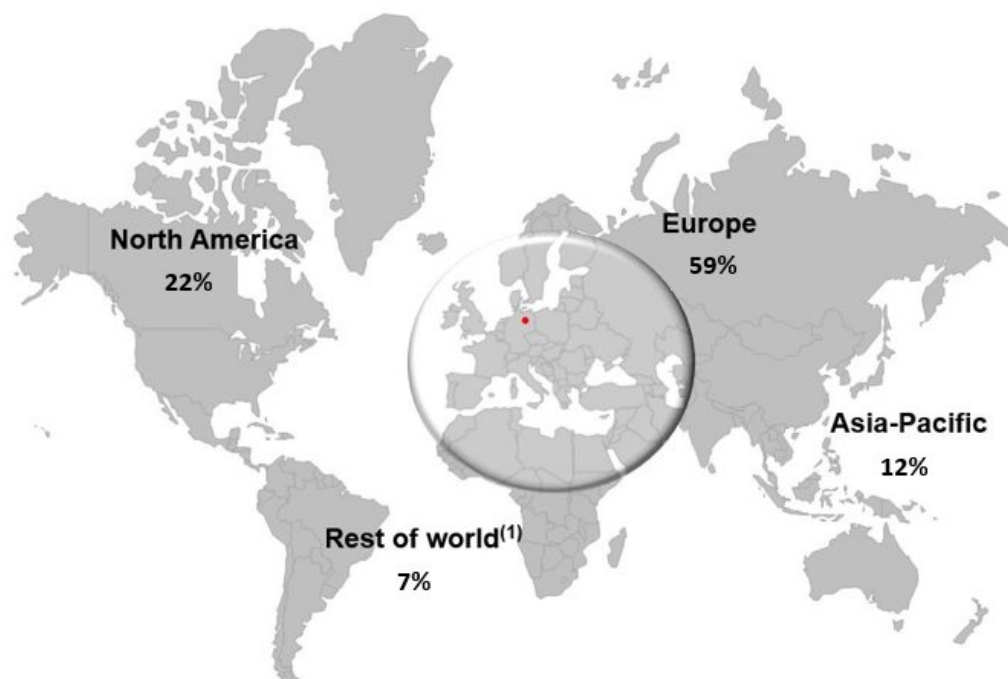 North America
22%
Europe
59%
Asia-Pacific
12%
Rest of world(1)
7%